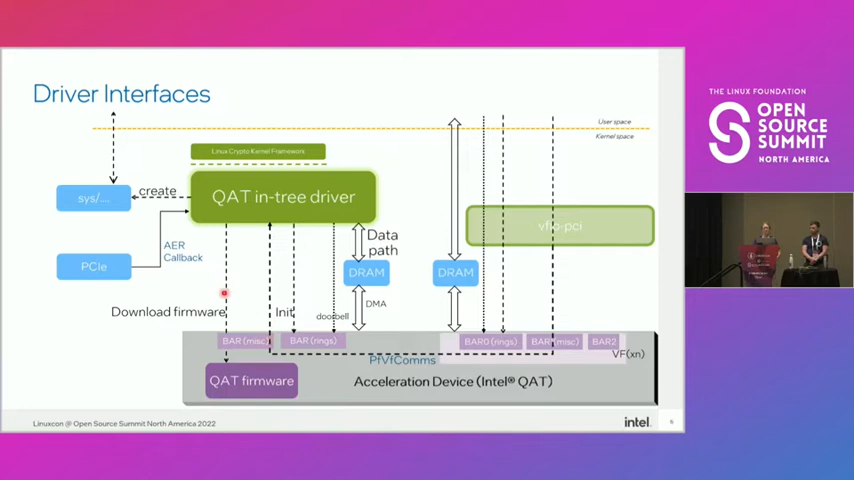 Driver Interfaces
THE LINUX FOUNDATION
OPEN
SOURCE
SUMMIT
NORTH AMERICA
User space
Kernel space
Linux Crypto Kernel Framework
sys/....
create
QAT in-tree driver
vfio-pci
AER
Callback
Data
path
PCIe
DRAM
DRAM
DMA
Download firmware
Init
doorbell
BAR (misc)
BAR (rings)
BAR0 (rings)
BAR (misc)
BAR2
VF(xn)
PfVfComms
QAT firmware
Acceleration Device (Intel® QAT)
Linuxcon @ Open Source Summit North America 2022
intel.